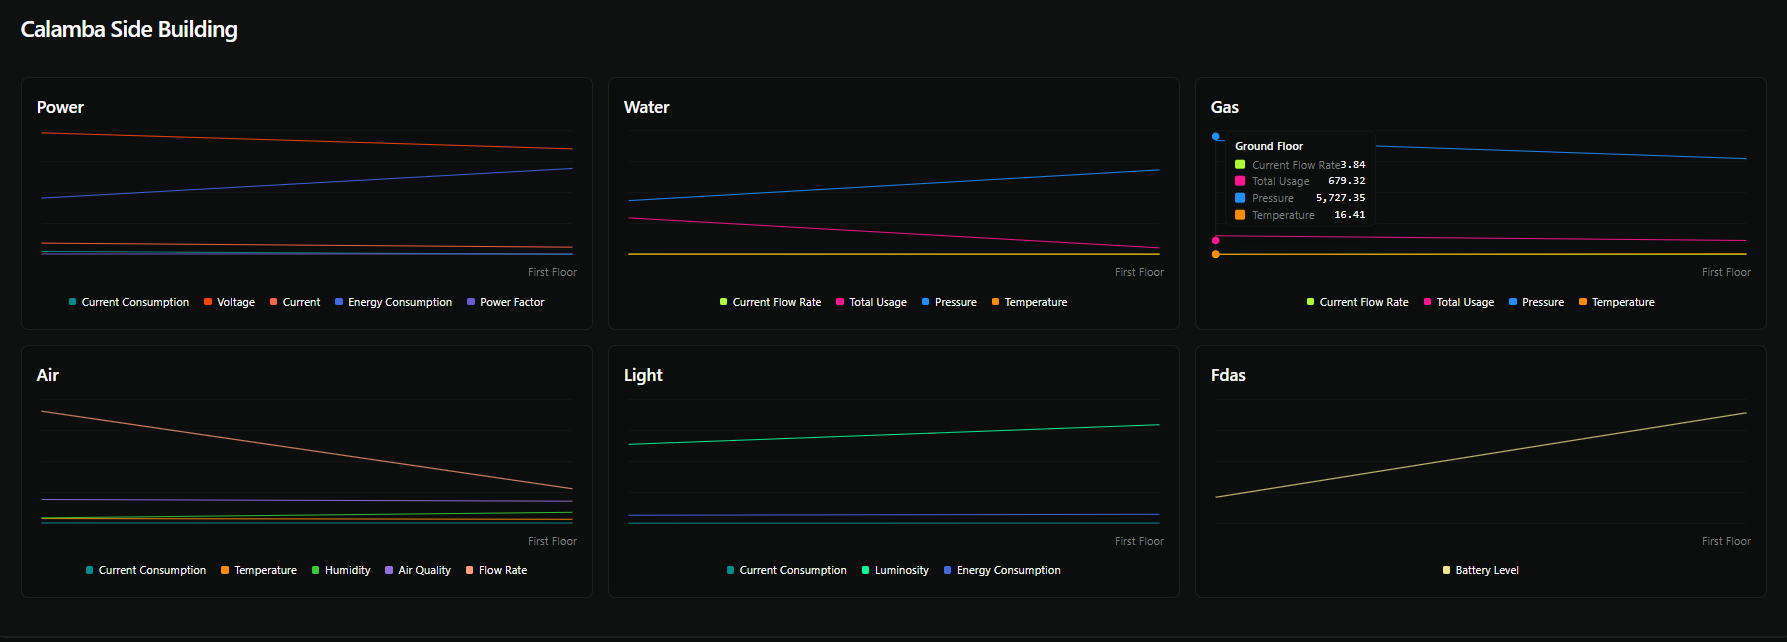 Calamba Side Building
Power
First Floor
Current Consumption Voltage Current Energy Consumption Power Factor
Water
First Floor
Current Flow Rate Total Usage Pressure Temperature
Gas
Ground Floor
Current Flow Rate 3.84
Total Usage 679.32
Pressure 5,727.35
Temperature 16.41
First Floor
Current Flow Rate Total Usage Pressure Temperature
Air
First Floor
Current Consumption Temperature Humidity Air Quality Flow Rate
Light
First Floor
Current Consumption Luminosity Energy Consumption
Fdas
First Floor
Battery Level